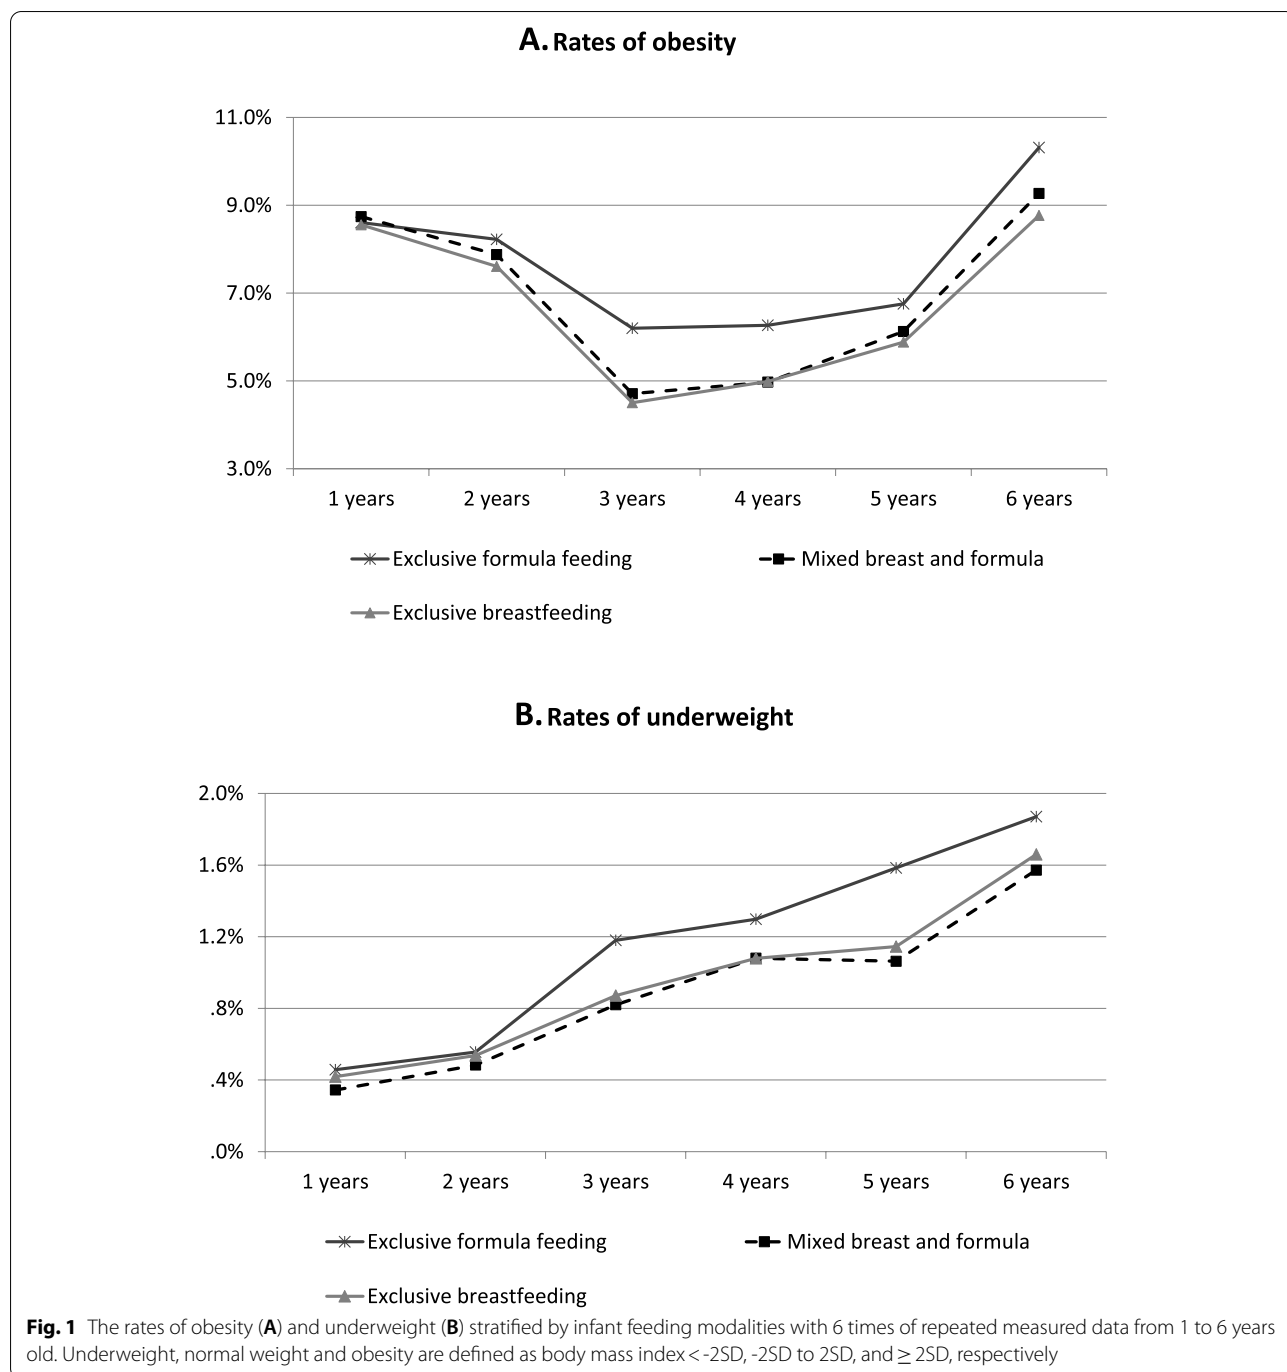 A. Rates of obesity
11.0%
9.0%
7.0%
5.0%
3.0%
1 years 2 years 3 years 4 years 5 years 6 years
Exclusive formula feeding Mixed breast and formula
Exclusive breastfeeding
B. Rates of underweight
2.0%
1.6%
1.2%
.8%
.4%
.0%
1 years 2 years 3 years 4 years 5 years 6 years
Exclusive formula feeding Mixed breast and formula
Exclusive breastfeeding
Fig. 1 The rates of obesity (A) and underweight (B) stratified by infant feeding modalities with 6 times of repeated measured data from 1 to 6 years
old. Underweight, normal weight and obesity are defined as body mass index < -2SD, -2SD to 2SD, and ≥ 2SD, respectively